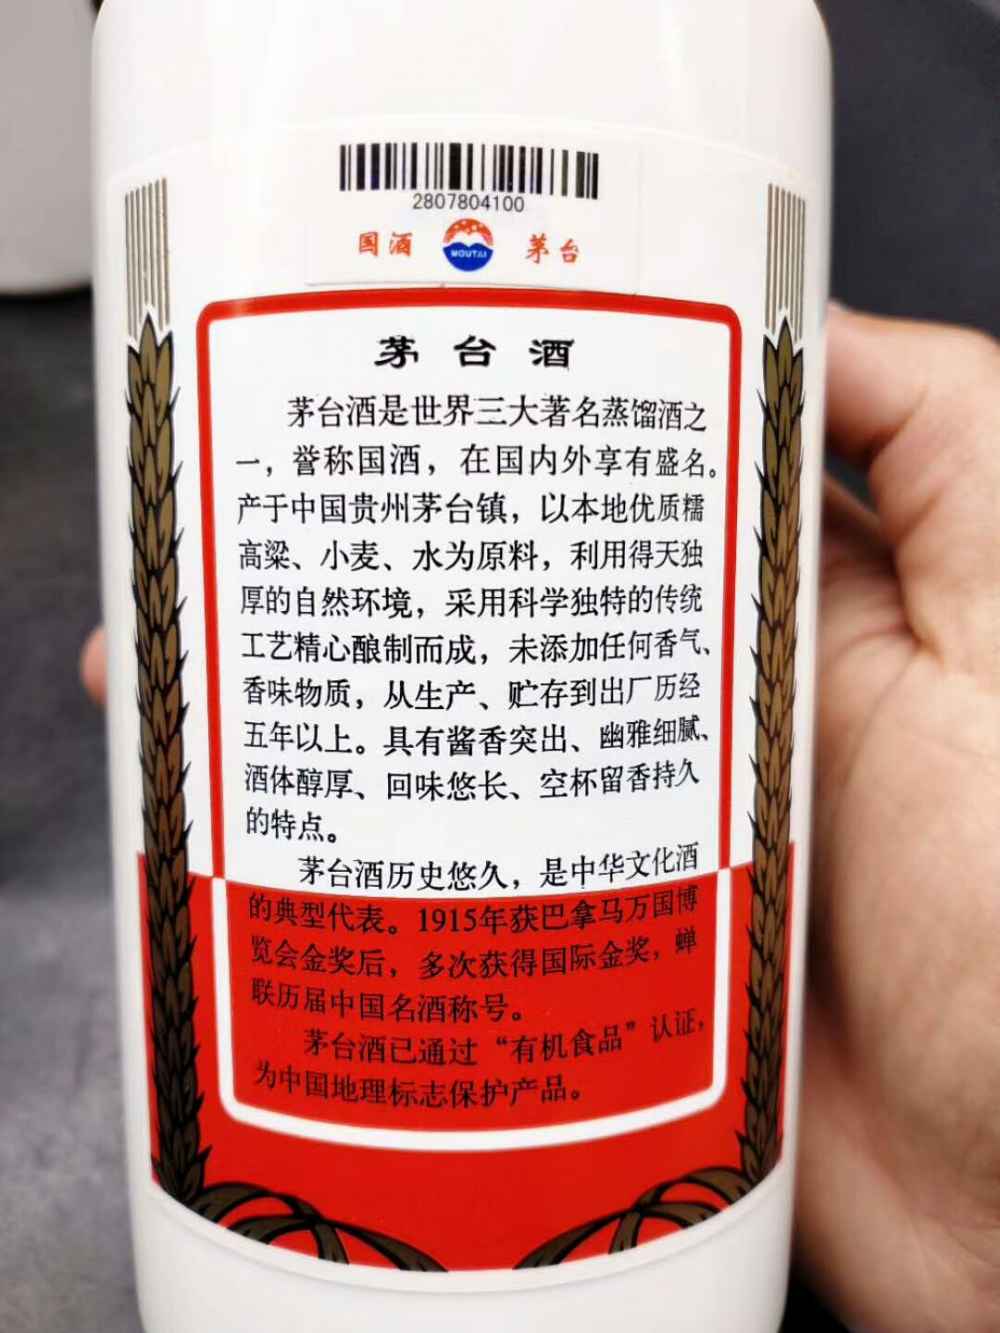 2807804100
国酒 MOUTAI 茅台
茅台酒
茅台酒是世界三大著名蒸馏酒之
一，誉称国酒，在国内外享有盛名。
产于中国贵州茅台镇，以本地优质糯
高粱、小麦、水为原料，利用得天独
厚的自然环境，采用科学独特的传统
工艺精心酿制而成，未添加任何香气、
香味物质，从生产、贮存到出厂历经
五年以上。具有酱香突出、幽雅细腻、
酒体醇厚、回味悠长、空杯留香持久
的特点。
茅台酒历史悠久，是中华文化酒
的典型代表。1915年获巴拿马万国博
览会金奖后，多次获得国际金奖，蝉
联历届中国名酒称号。
茅台酒已通过“有机食品”认证，
为中国地理标志保护产品。